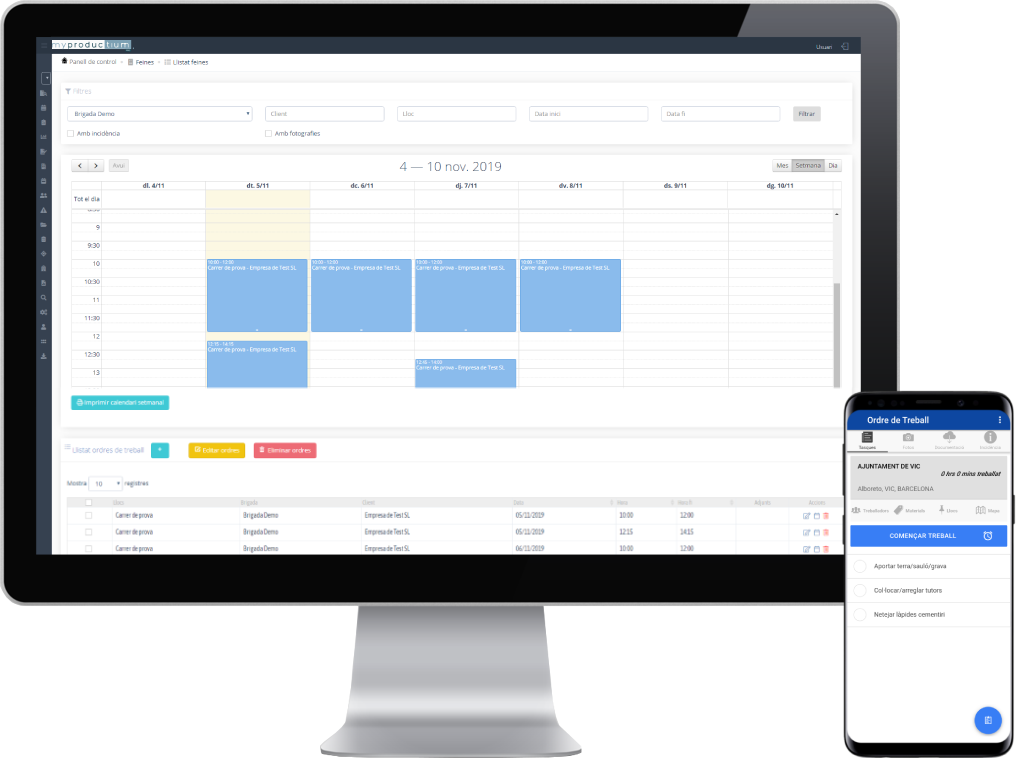 myproductium
Usuari
Panell de control - Feines - Llistat feines
Filtres
Brigada Demo
Client
Lloc
Data inici
Data fi
Filtrar
Amb incidència
Amb fotografies
Avui
4 — 10 nov. 2019
Mes Setmana Dia
dl. 4/11 dt. 5/11 dc. 6/11 dj. 7/11 dv. 8/11 ds. 9/11 dg. 10/11
Tot el dia
9
9:30
10
10:00 - 12:00 10:00 - 12:00 10:00 - 12:00 10:00 - 12:00
Carrer de prova - Empresa de Test SL Carrer de prova - Empresa de Test SL Carrer de prova - Empresa de Test SL Carrer de prova - Empresa de Test SL
10:30
11
11:30
12
12:15 - 14:15
Carrer de prova - Empresa de Test SL
12:30
Carrer de prova - Empresa de Test SL
13
Imprimir calendari setmanal
Llistat ordres de treball + Editar ordres Eliminar ordres
Mostra 10 registres
Lloc Brigada Client Data Hora Hora fi Adjunts Accions
Carrer de prova Brigada Demo Empresa de Test SL 05/11/2019 10:00 12:00
Carrer de prova Brigada Demo Empresa de Test SL 05/11/2019 12:15 14:15
Carrer de prova Brigada Demo Empresa de Test SL 06/11/2019 10:00 12:00
Ordre de Treball
Tasques Fotos Documentació Incidència
AJUNTAMENT DE VIC
0 hrs 0 mins treballat
Alboreto, VIC, BARCELONA
Treballadors Materials Llocs Mapa
COMENÇAR TREBALL
Aportar terra/sauló/grava
Col·locar/arreglar tutors
Netejar làpides cementiri